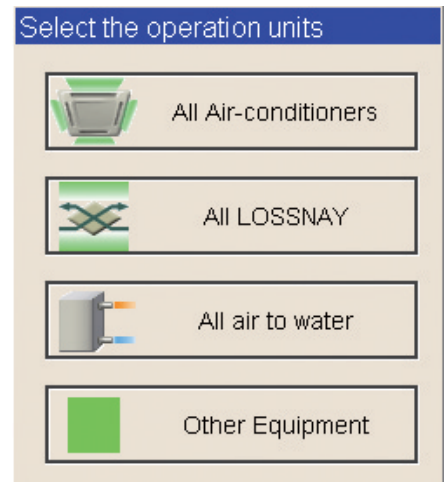 Select the operation units
All Air-conditioners
All LOSSNAY
All air to water
Other Equipment